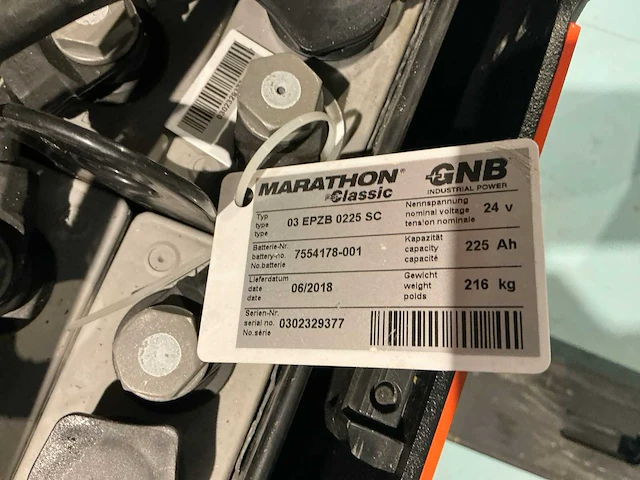 0302329377
MARATHON®
Classic
GNB
INDUSTRIAL POWER
Typ
type
type
03 EPZB 0225 SC
Nennspannung
nominal voltage
tension nominale
24 v
Batterie-Nr.
battery-no.
No.batterie
7554178-001
Kapazität
capacity
capacité
225 Ah
Lieferdatum
date
date
06/2018
Gewicht
weight
poids
216 kg
Serien-Nr.
serial no.
No.série
0302329377